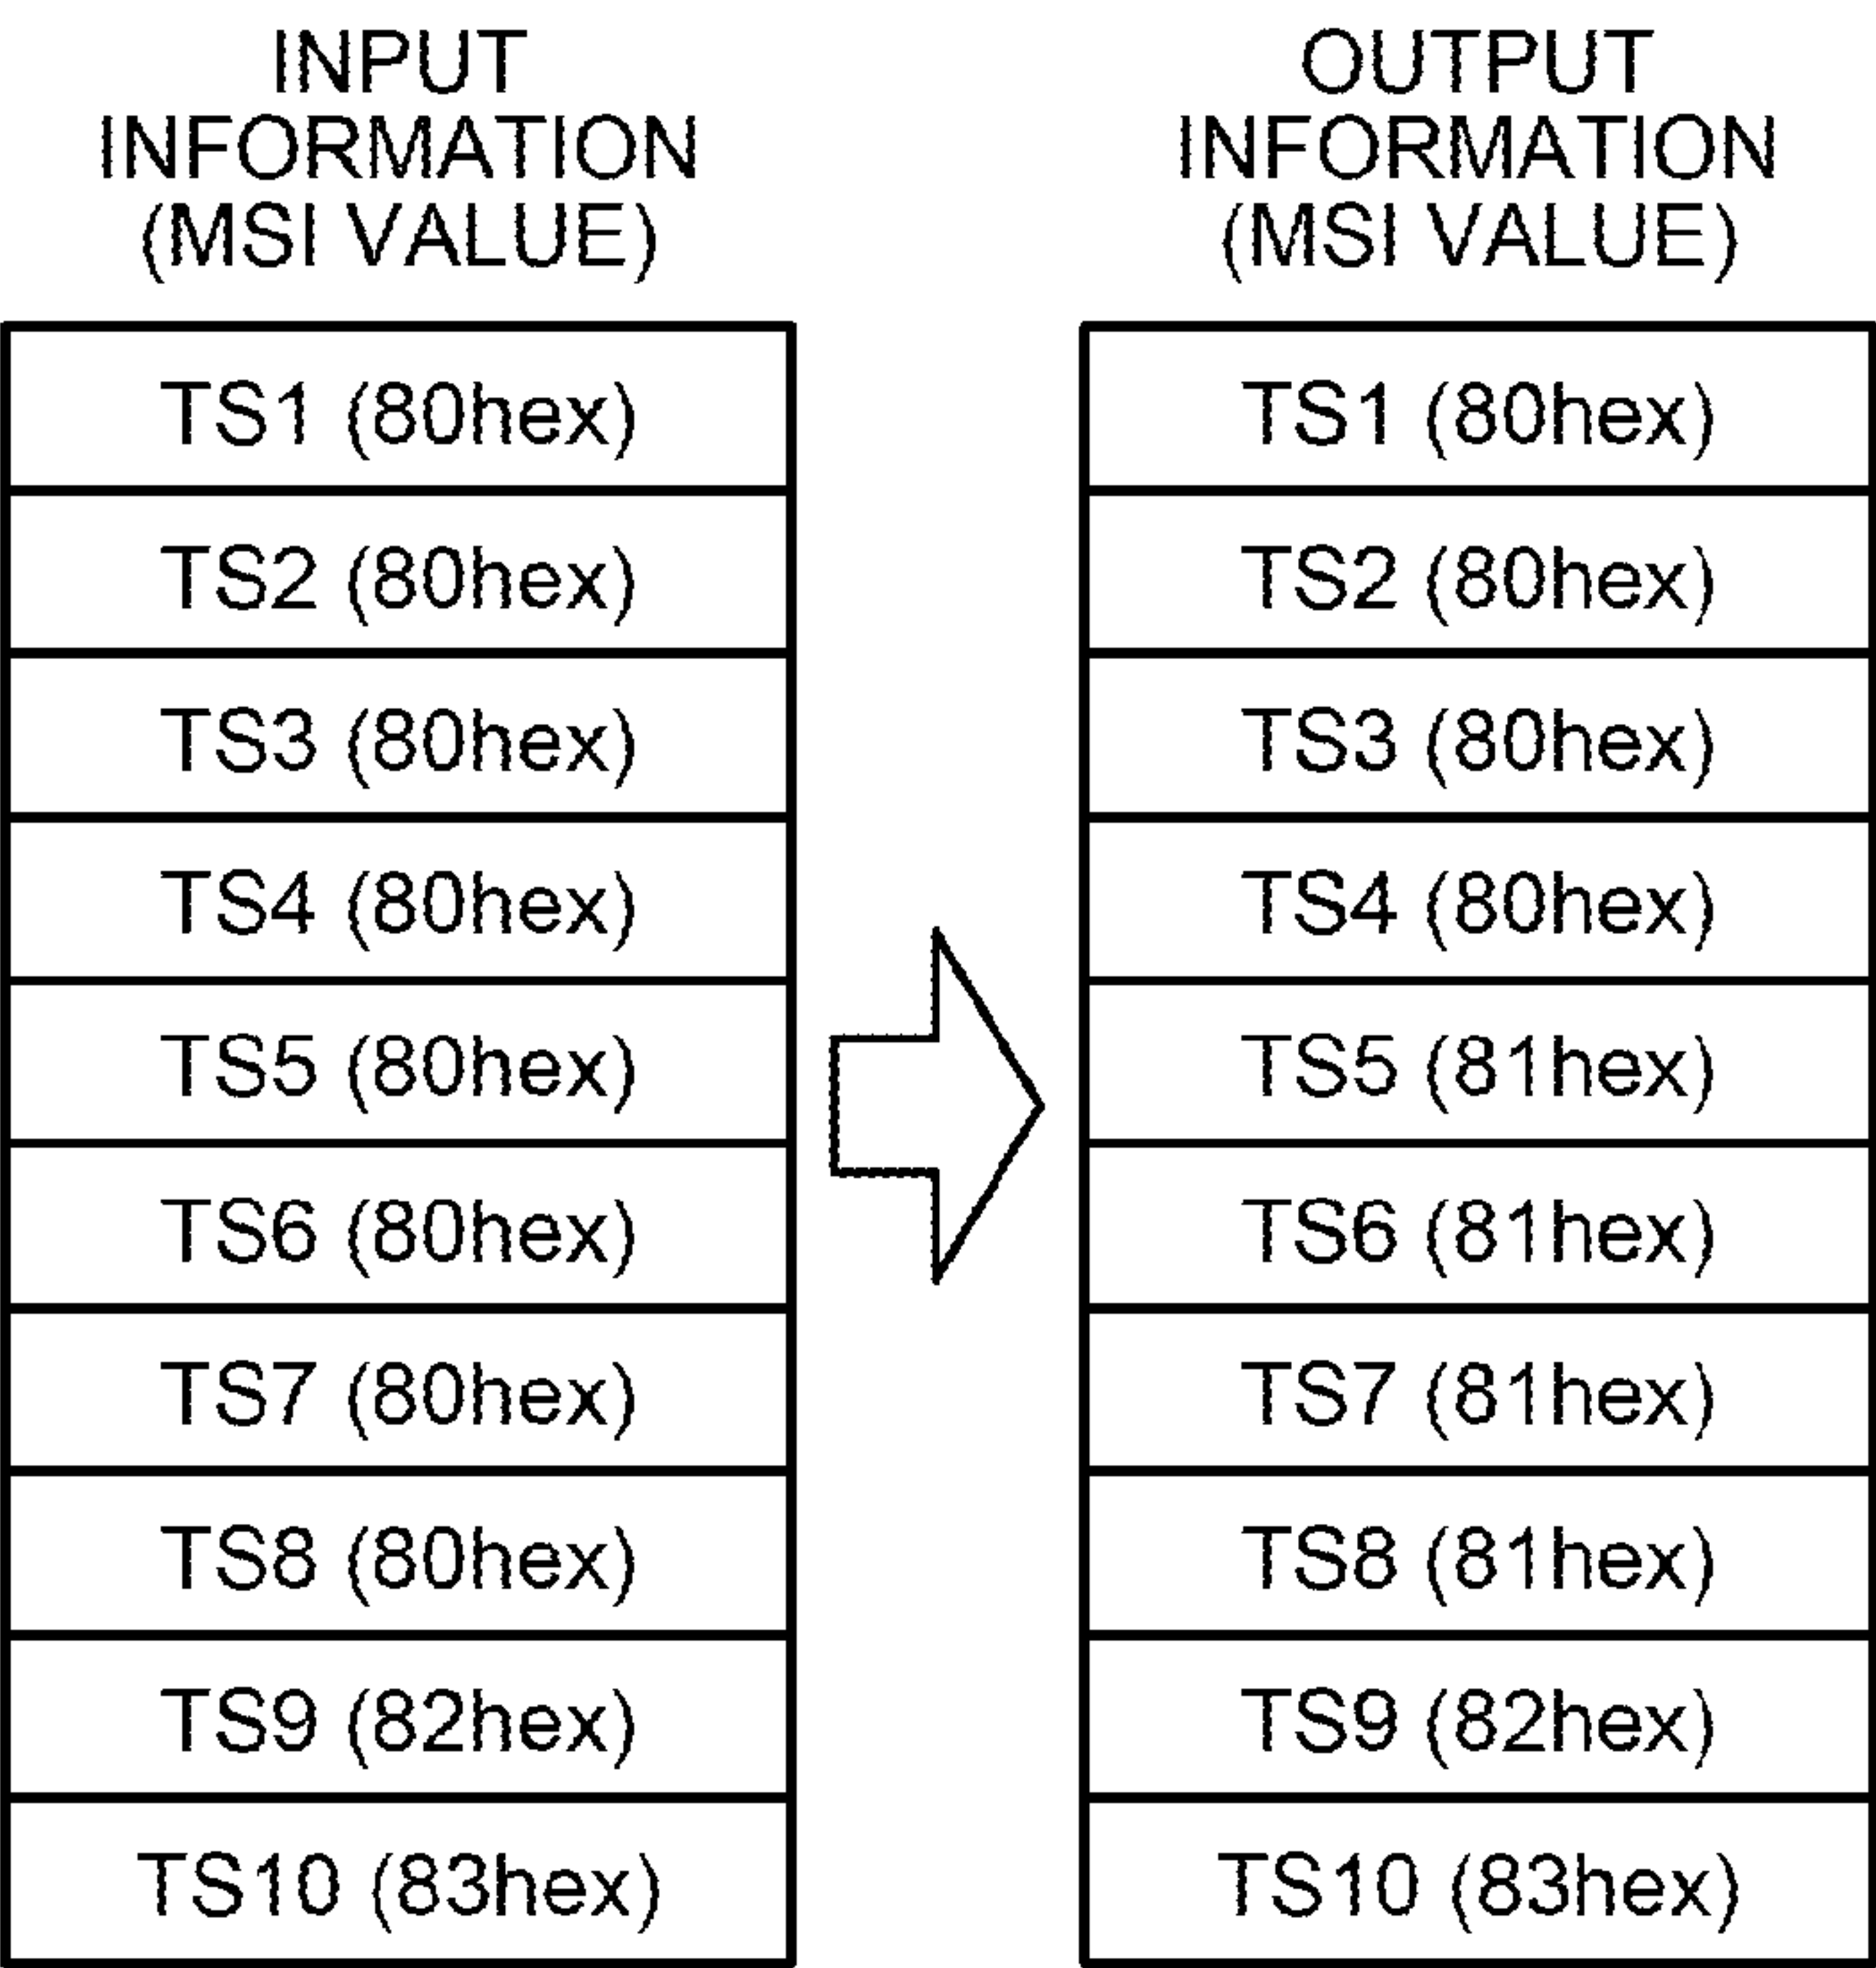 INPUT
INFORMATION
(MSI VALUE)
TS1 (80hex)
TS2 (80hex)
TS3 (80hex)
TS4 (80hex)
TS5 (80hex)
TS6 (80hex)
TS7 (80hex)
TS8 (80hex)
TS9 (82hex)
TS10 (83hex)
OUTPUT
INFORMATION
(MSI VALUE)
TS1 (80hex)
TS2 (80hex)
TS3 (80hex)
TS4 (80hex)
TS5 (81hex)
TS6 (81hex)
TS7 (81hex)
TS8 (81hex)
TS9 (82hex)
TS10 (83hex)